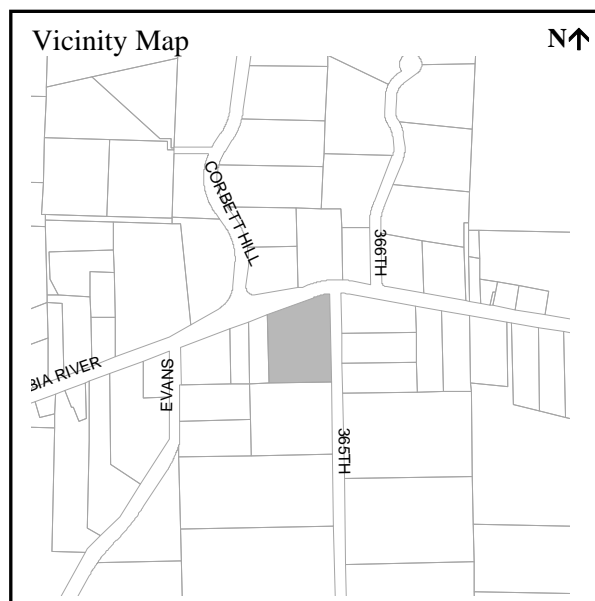 Vicinity Map
N↑
CORBETT HILL
366TH
BIA RIVER
EVANS
365TH